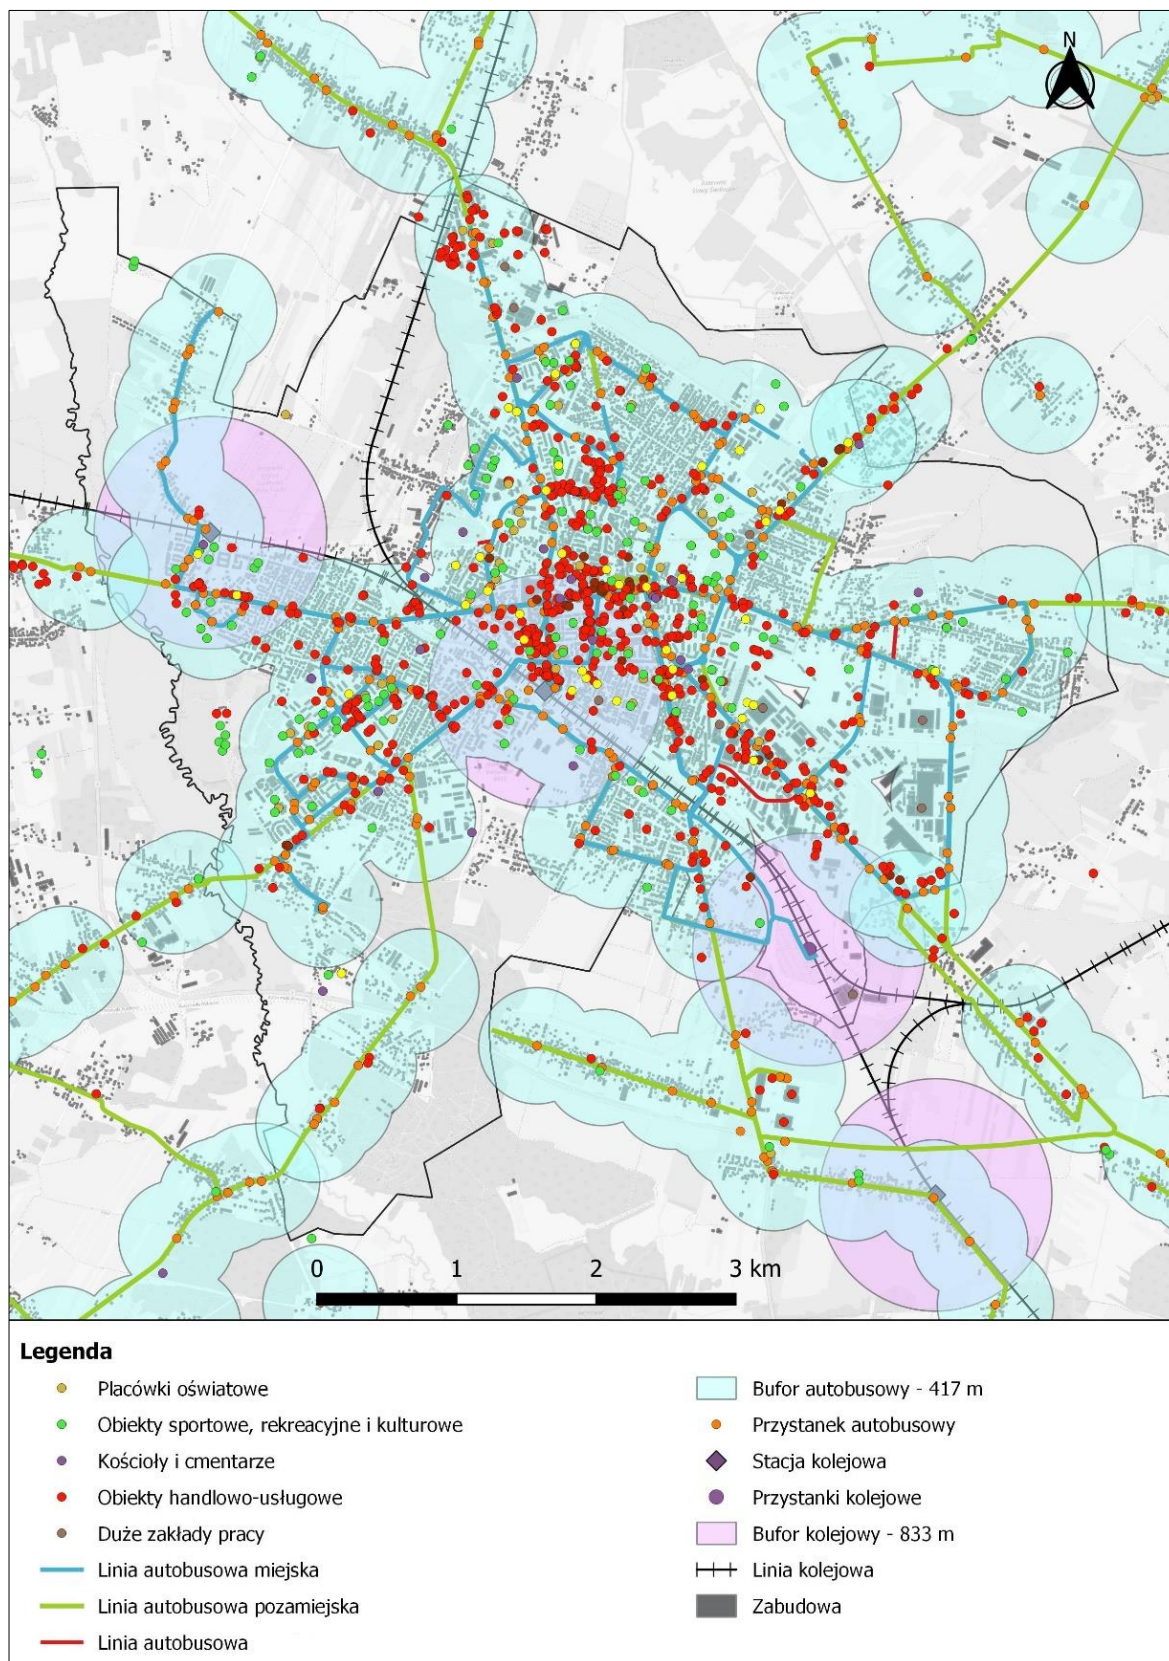 N
0 1 2 3 km
Legenda
Placówki oświatowe
Obiekty sportowe, rekreacyjne i kulturowe
Kościoły i cmentarze
Obiekty handlowo-usługowe
Duże zakłady pracy
Linia autobusowa miejska
Linia autobusowa pozamiejska
Linia autobusowa
Bufor autobusowy - 417 m
Przystanek autobusowy
Stacja kolejowa
Przystanki kolejowe
Bufor kolejowy - 833 m
Linia kolejowa
Zabudowa